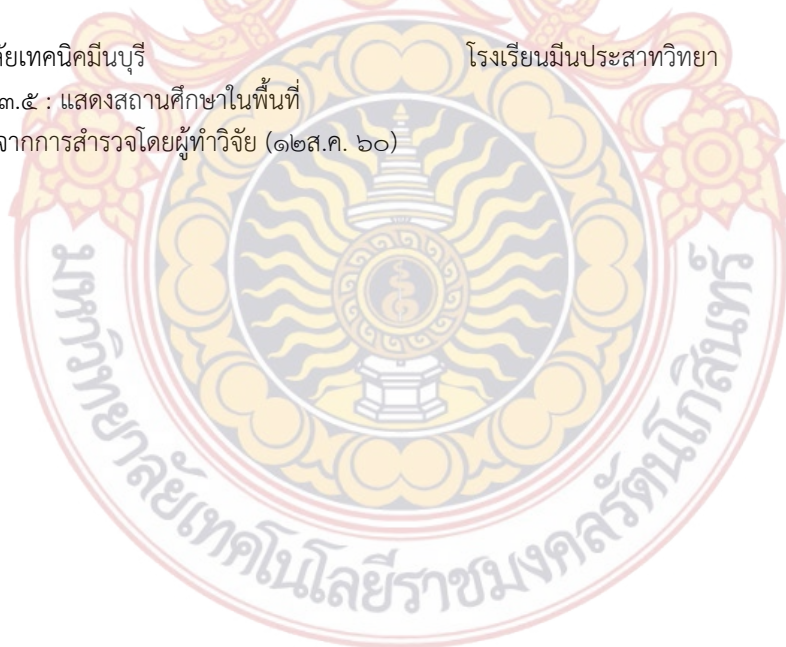 ลัยเทคนิคมีนบุรี โรงเรียนมีนประสาทวิทยา
๓.๕ : แสดงสถานศึกษาในพื้นที่
จากการสำรวจโดยผู้ทำวิจัย (๑๒ส.ค. ๖๐)
มหาวิทยาลัยเทคโนโลยีราชมงคลรัตนโกสินทร์